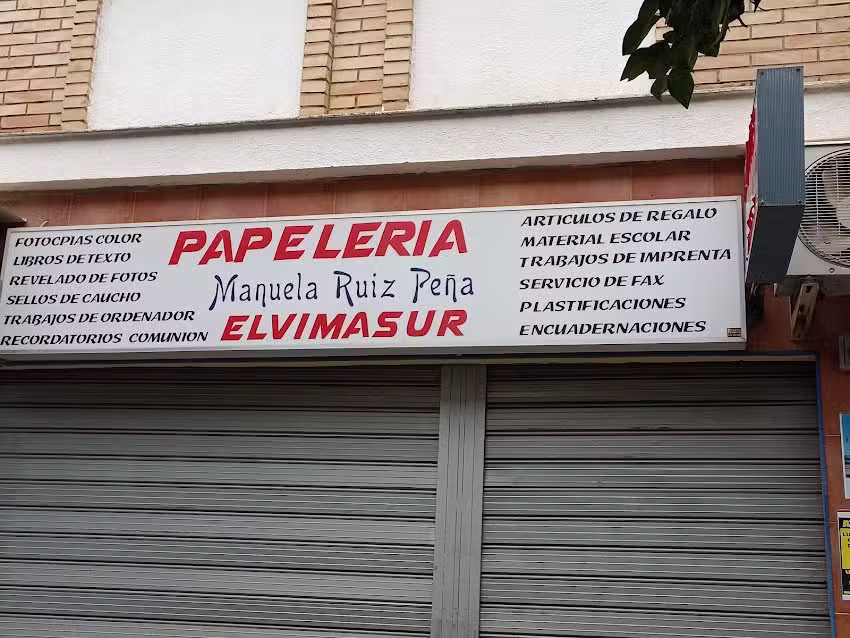 FOTOCPIAS COLOR
LIBROS DE TEXTO
REVELADO DE FOTOS
SELLOS DE CAUCHO
TRABAJOS DE ORDENADOR
RECORDATORIOS COMUNION
PAPELERIA
Manuela Ruiz Peña
ELVIMASUR
ARTICULOS DE REGALO
MATERIAL ESCOLAR
TRABAJOS DE IMPRENTA
SERVICIO DE FAX
PLASTIFICACIONES
ENCUADERNACIONES